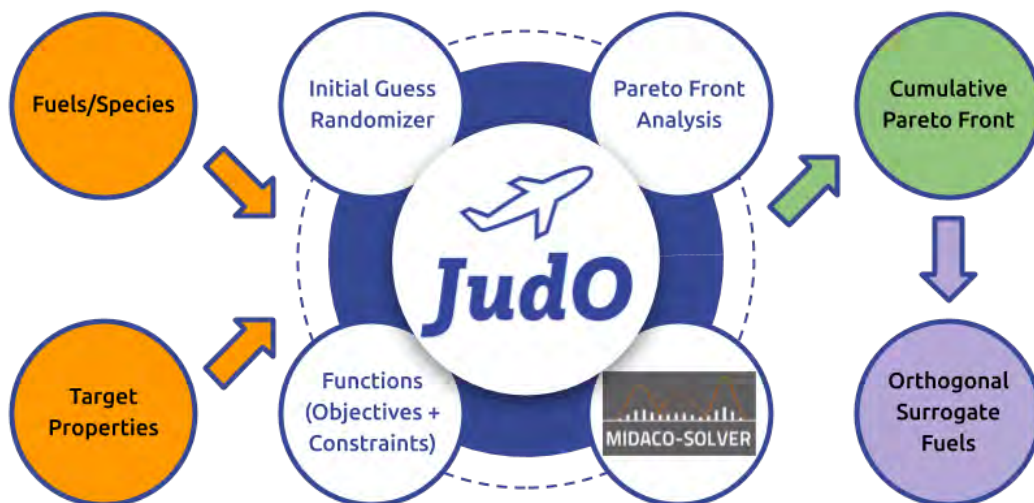 Fuels/Species
Initial Guess
Randomizer
Pareto Front
Analysis
Cumulative
Pareto Front
JudO
Target
Properties
Functions
(Objectives +
Constraints)
MIDACO-SOLVER
Orthogonal
Surrogate
Fuels